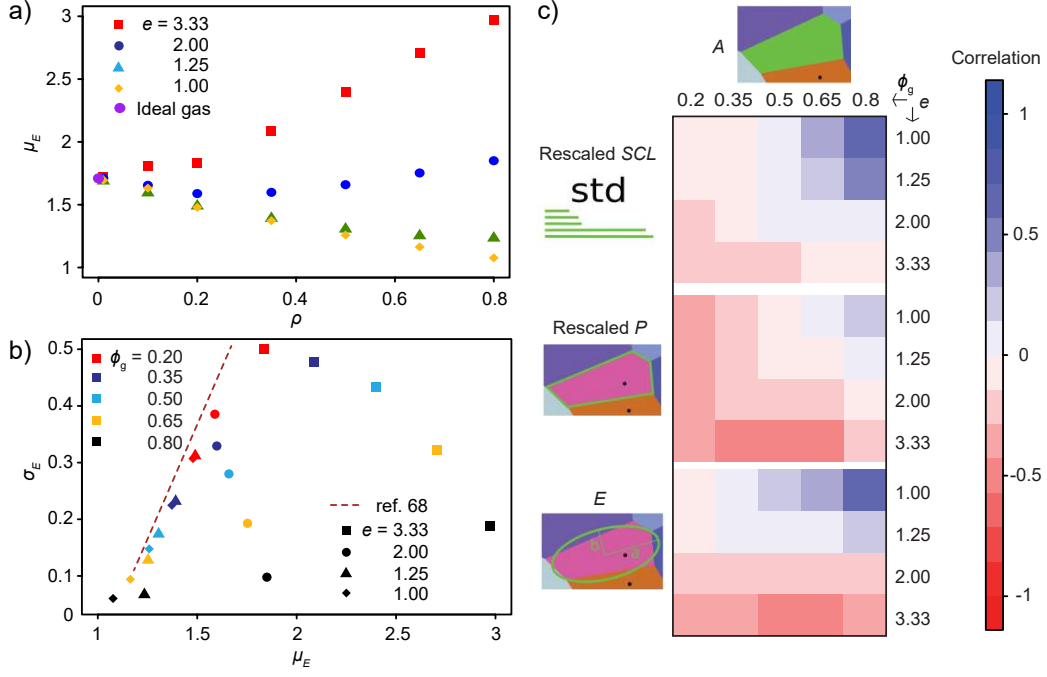 a)
3
2.5
2
1.5
1
μ_E
e = 3.33
2.00
1.25
1.00
Ideal gas
0
0.2
0.4
0.6
0.8
ρ
b)
0.5
0.4
0.3
0.2
0.1
0
σ_E
ϕ_g = 0.20
0.35
0.50
0.65
0.80
ref. 68
e = 3.33
2.00
1.25
1.00
1
1.5
2
2.5
3
μ_E
c)
A
0.2 0.35 0.5 0.65 0.8
ϕ_g
← e
↓
Rescaled SCL
std
1.00
1.25
2.00
3.33
Rescaled P
1.00
1.25
2.00
3.33
E
b
a
1.00
1.25
2.00
3.33
Correlation
1
0.5
0
-0.5
-1